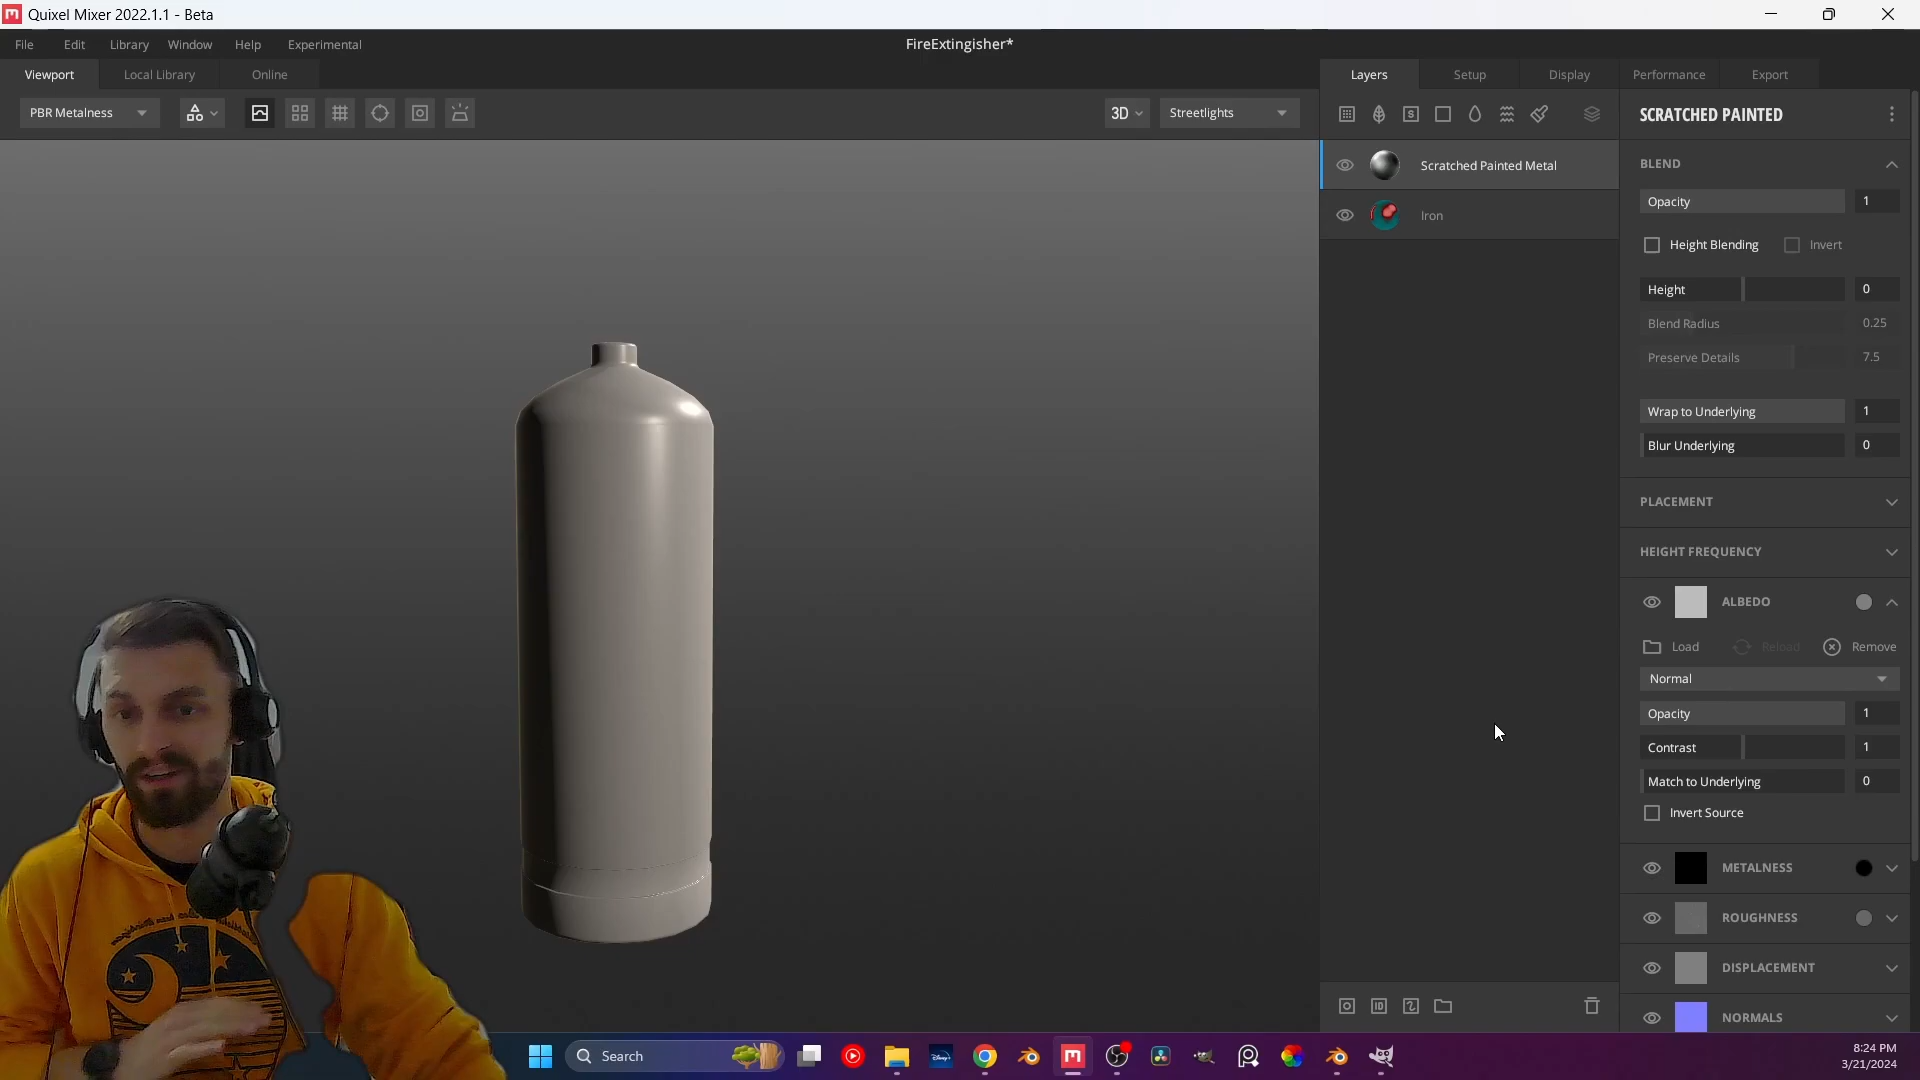 Quixel Mixer 2022.1.1 - Beta
File Edit Library Window Help Experimental
FireExtingisher*
Viewport Local Library Online
Layers Setup Display Performance Export
PBR Metalness
3D
Streetlights
SCRATCHED PAINTED
Scratched Painted Metal
Iron
BLEND
Opacity 1
Height Blending Invert
Height 0
Blend Radius 0.25
Preserve Details 7.5
Wrap to Underlying 1
Blur Underlying 0
PLACEMENT
HEIGHT FREQUENCY
ALBEDO
Load Reload Remove
Normal
Opacity 1
Contrast 1
Match to Underlying 0
Invert Source
METALNESS
ROUGHNESS
DISPLACEMENT
NORMALS
Search
8:24 PM
3/21/2024